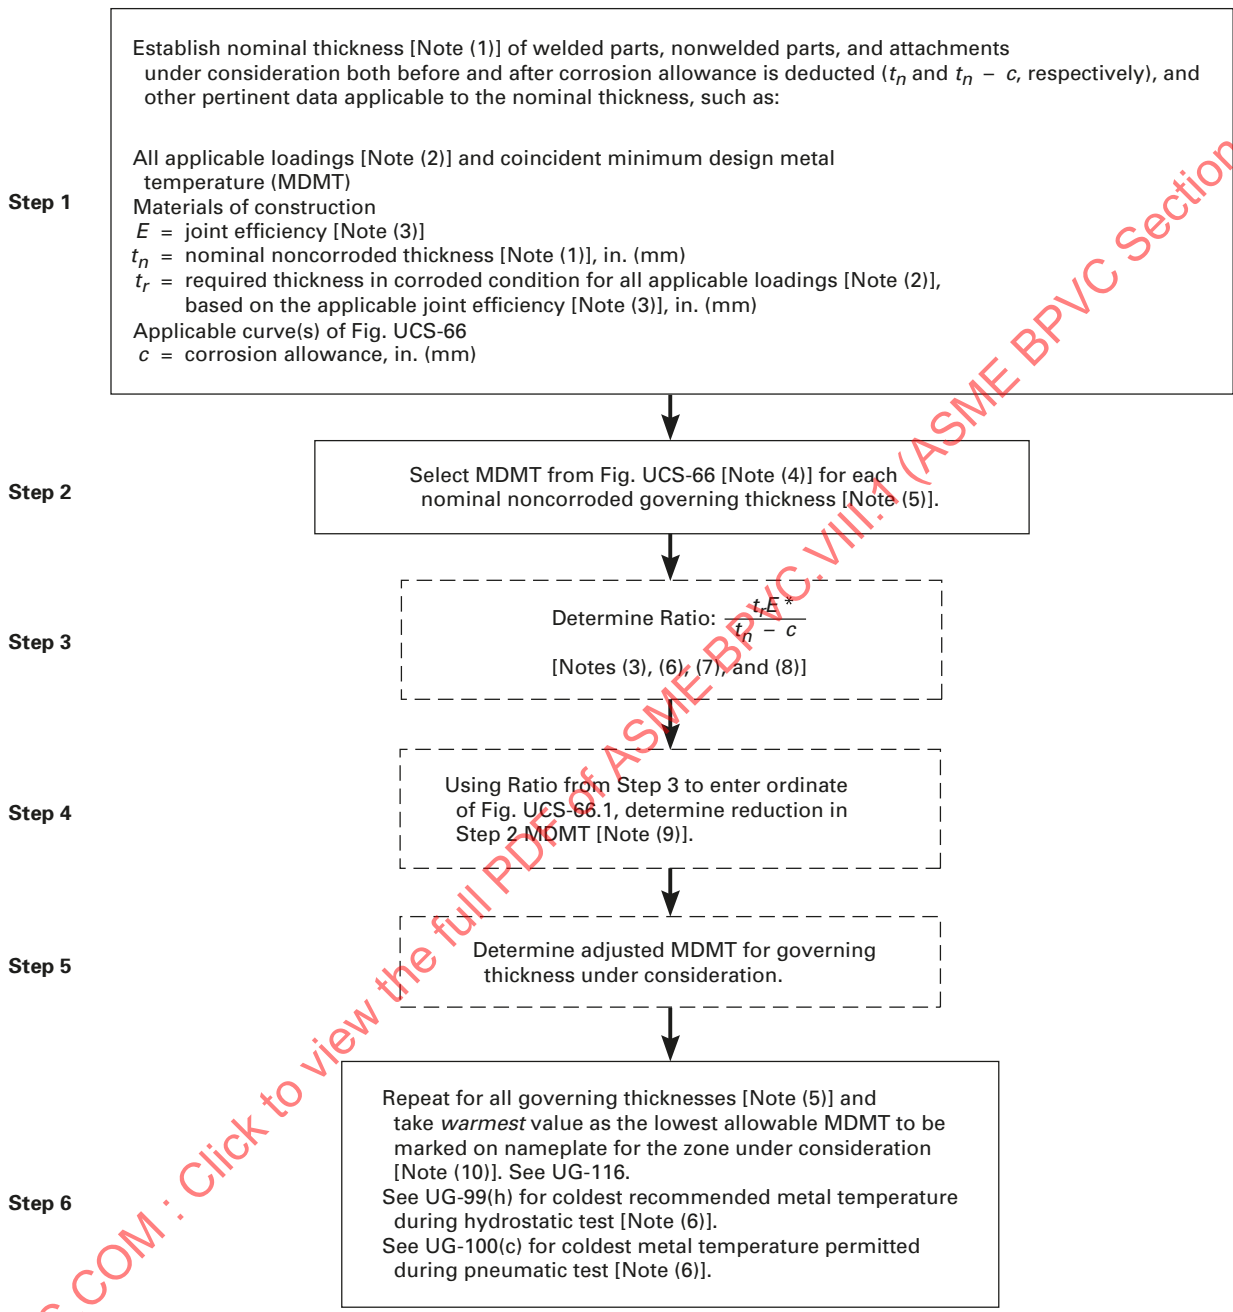 Establish nominal thickness [Note (1)] of welded parts, nonwelded parts, and attachments
under consideration both before and after corrosion allowance is deducted (tn and tn – c, respectively), and
other pertinent data applicable to the nominal thickness, such as:
All applicable loadings [Note (2)] and coincident minimum design metal
temperature (MDMT)
Step 1
Materials of construction
E = joint efficiency [Note (3)]
tn = nominal noncorroded thickness [Note (1)], in. (mm)
tr = required thickness in corroded condition for all applicable loadings [Note (2)],
based on the applicable joint efficiency [Note (3)], in. (mm)
Applicable curve(s) of Fig. UCS-66
c = corrosion allowance, in. (mm)
Step 2
Select MDMT from Fig. UCS-66 [Note (4)] for each
nominal noncorroded governing thickness [Note (5)].
Step 3
Determine Ratio: trE*
tn – c
[Notes (3), (6), (7), and (8)]
Step 4
Using Ratio from Step 3 to enter ordinate
of Fig. UCS-66.1, determine reduction in
Step 2 MDMT [Note (9)].
Step 5
Determine adjusted MDMT for governing
thickness under consideration.
Step 6
Repeat for all governing thicknesses [Note (5)] and
take warmest value as the lowest allowable MDMT to be
marked on nameplate for the zone under consideration
[Note (10)]. See UG-116.
See UG-99(h) for coldest recommended metal temperature
during hydrostatic test [Note (6)].
See UG-100(c) for coldest metal temperature permitted
during pneumatic test [Note (6)].
COM : Click to view the full PDF of ASME BPVC.VIII.1 (ASME BPVC Section